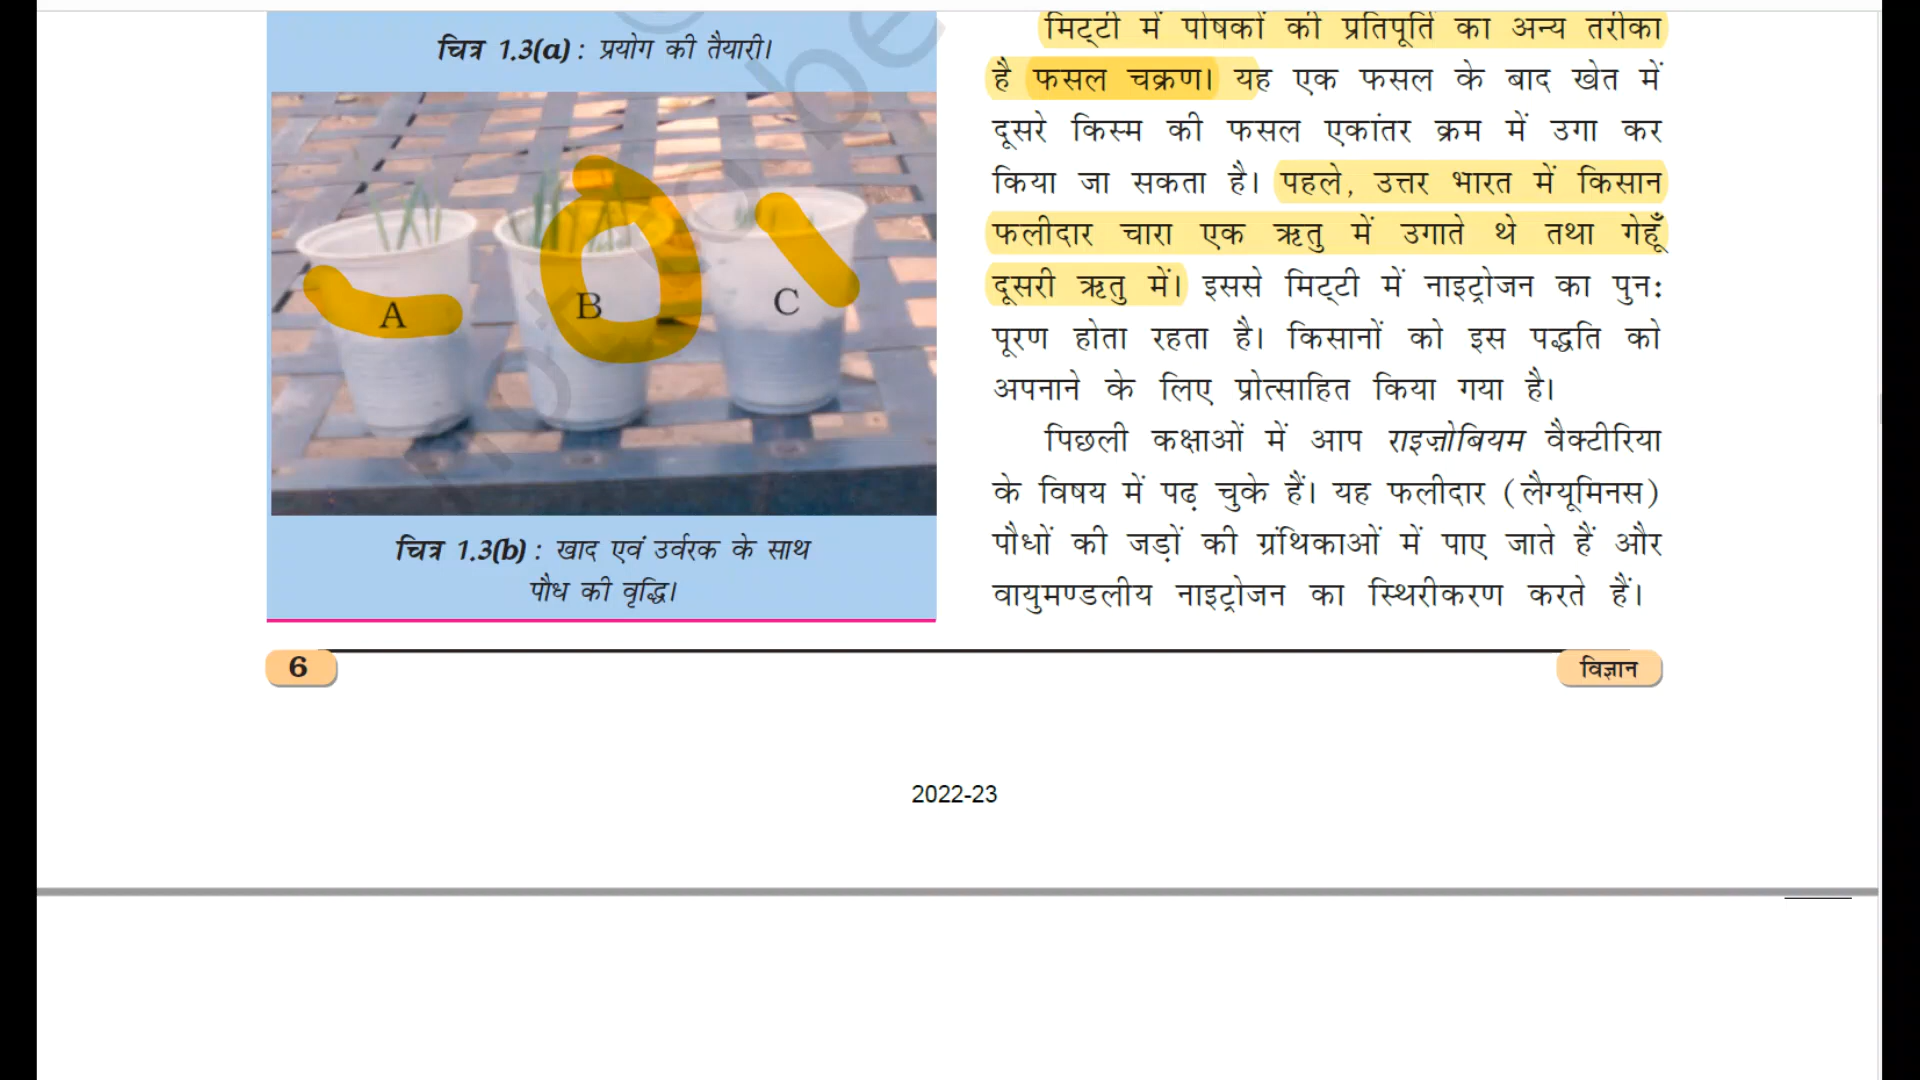 चित्र 1.3(a) : प्रयोग की तैयारी।
A
B
C
चित्र 1.3(b) : खाद एवं उर्वरक के साथ
पौध की वृद्धि।
मिट्टी में पोषकों की प्रतिपूर्ति का अन्य तरीका
है फसल चक्रण। यह एक फसल के बाद खेत में
दूसरे किस्म की फसल एकांतर क्रम में उगा कर
किया जा सकता है। पहले, उत्तर भारत में किसान
फलीदार चारा एक ऋतु में उगाते थे तथा गेहूँ
दूसरी ऋतु में। इससे मिट्टी में नाइट्रोजन का पुनः
पूरण होता रहता है। किसानों को इस पद्धति को
अपनाने के लिए प्रोत्साहित किया गया है।
पिछली कक्षाओं में आप राइज़ोबियम वैक्टीरिया
के विषय में पढ़ चुके हैं। यह फलीदार (लैग्यूमिनस)
पौधों की जड़ों की ग्रंथिकाओं में पाए जाते हैं और
वायुमण्डलीय नाइट्रोजन का स्थिरीकरण करते हैं।
6
विज्ञान
2022-23